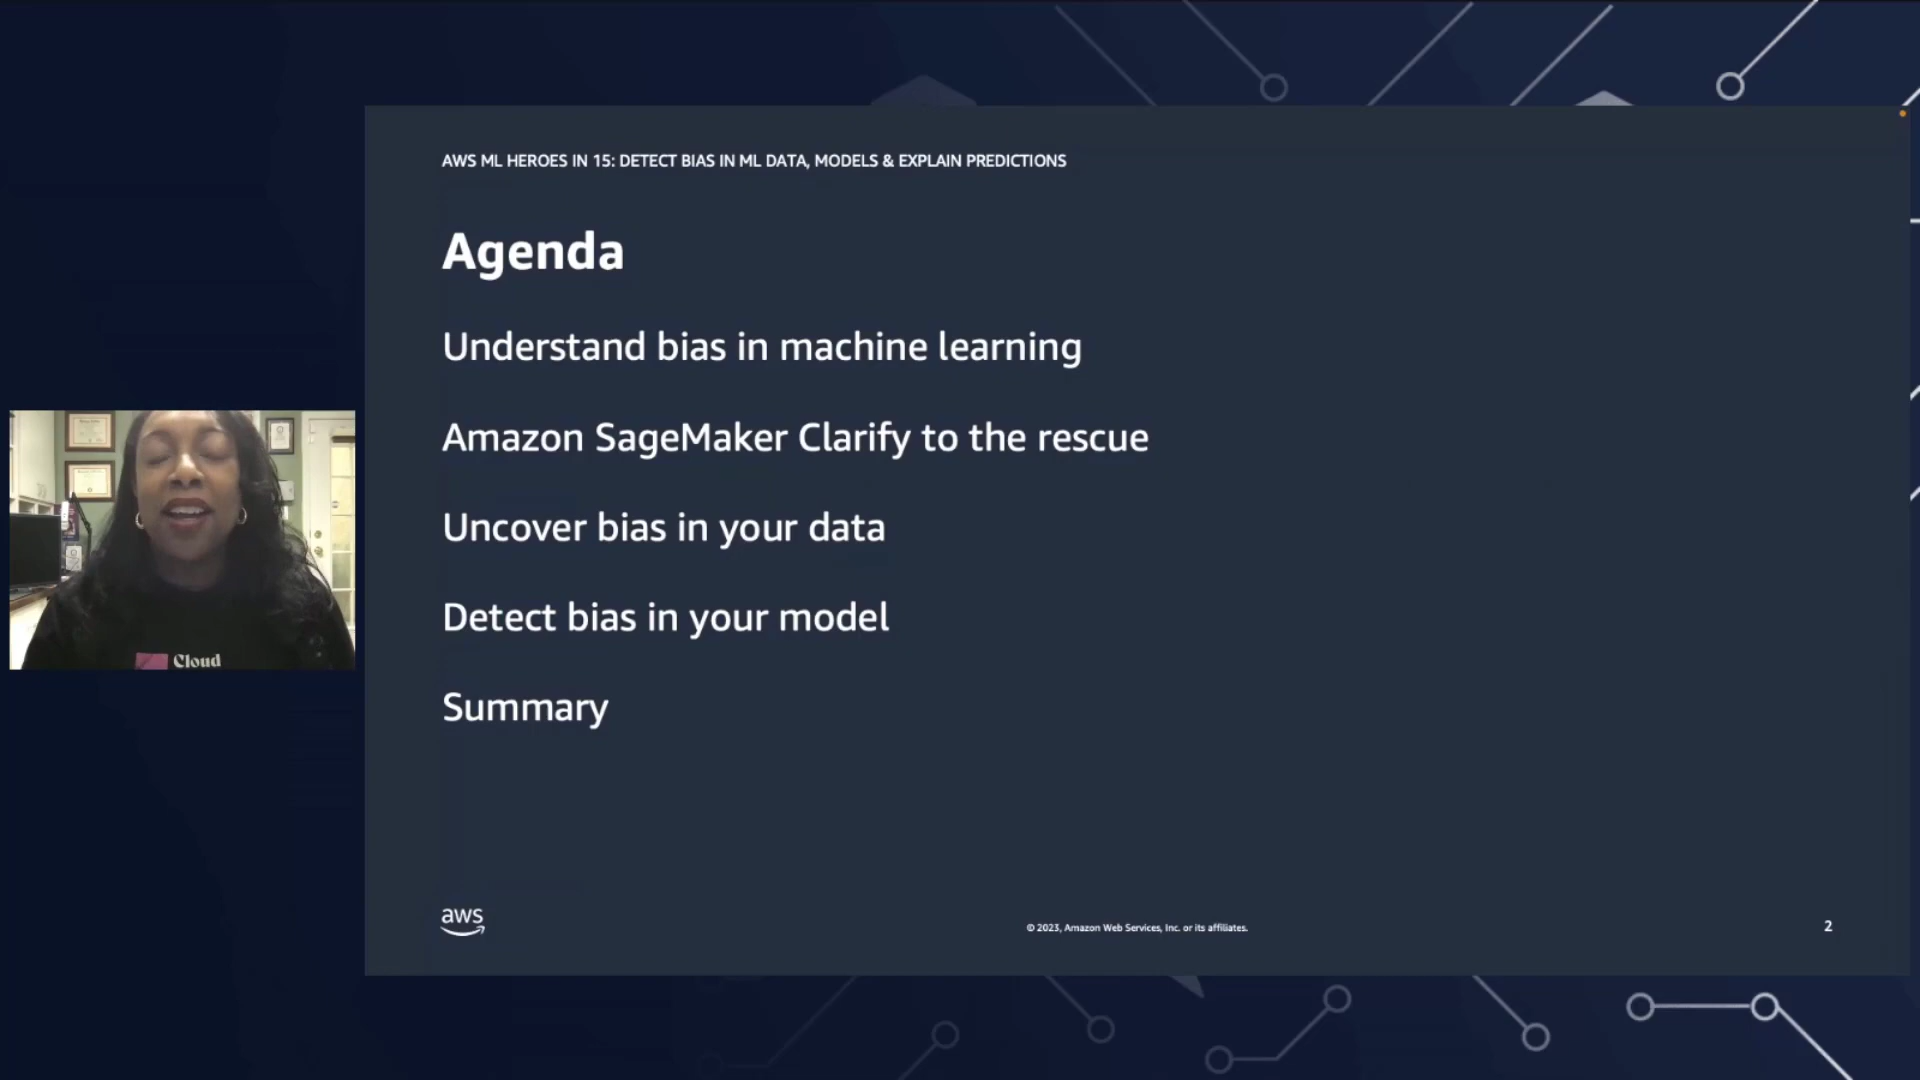 AWS ML HEROES IN 15: DETECT BIAS IN ML DATA, MODELS & EXPLAIN PREDICTIONS
Agenda
Understand bias in machine learning
Amazon SageMaker Clarify to the rescue
Uncover bias in your data
Detect bias in your model
Summary
Cloud
aws
© 2023, Amazon Web Services, Inc. or its affiliates.
2